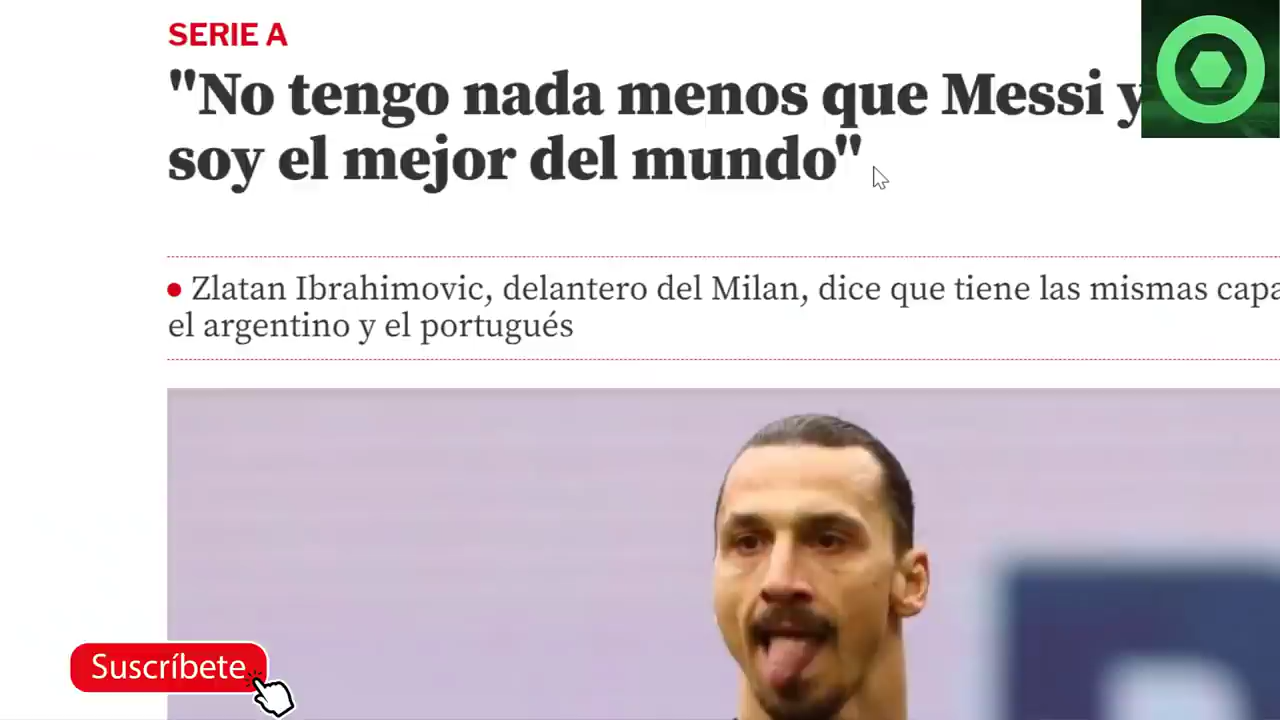 SERIE A
"No tengo nada menos que Messi y
soy el mejor del mundo"
Zlatan Ibrahimovic, delantero del Milan, dice que tiene las mismas
el argentino y el portugués
Suscríbete